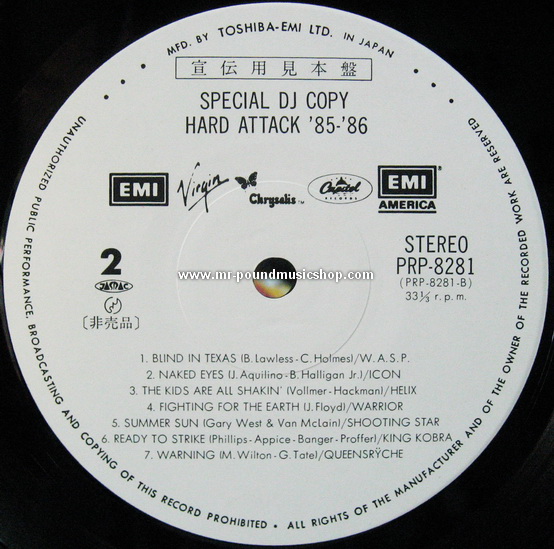 MFD. BY TOSHIBA-EMI LTD. IN JAPAN
宣伝用見本盤
SPECIAL DJ COPY
HARD ATTACK '85-'86
EMI Virgin Chrysalis™ Capitol RECORDS EMI AMERICA
2
STEREO
PRP-8281
(PRP-8281-B)
33⅓ r.p.m.
JASRAC
〔非売品〕
www.mr-poundmusicshop.com
1. BLIND IN TEXAS (B. Lawless-C. Holmes)/W.A.S.P.
2. NAKED EYES (J. Aquilino-B. Halligan Jr.)/ICON
3. THE KIDS ARE ALL SHAKIN' (Vollmer-Hackman)/HELIX
4. FIGHTING FOR THE EARTH (J. Floyd)/WARRIOR
5. SUMMER SUN (Gary West & Van McLain)/SHOOTING STAR
6. READY TO STRIKE (Phillips-Appice-Banger-Proffer)/KING KOBRA
7. WARNING (M. Wilton-G. Tate)/QUEENSRŸCHE
UNAUTHORIZED PUBLIC PERFORMANCE, BROADCASTING AND COPYING OF THIS RECORD PROHIBITED • ALL RIGHTS OF THE MANUFACTURER AND OF THE OWNER OF THE RECORDED WORK ARE RESERVED